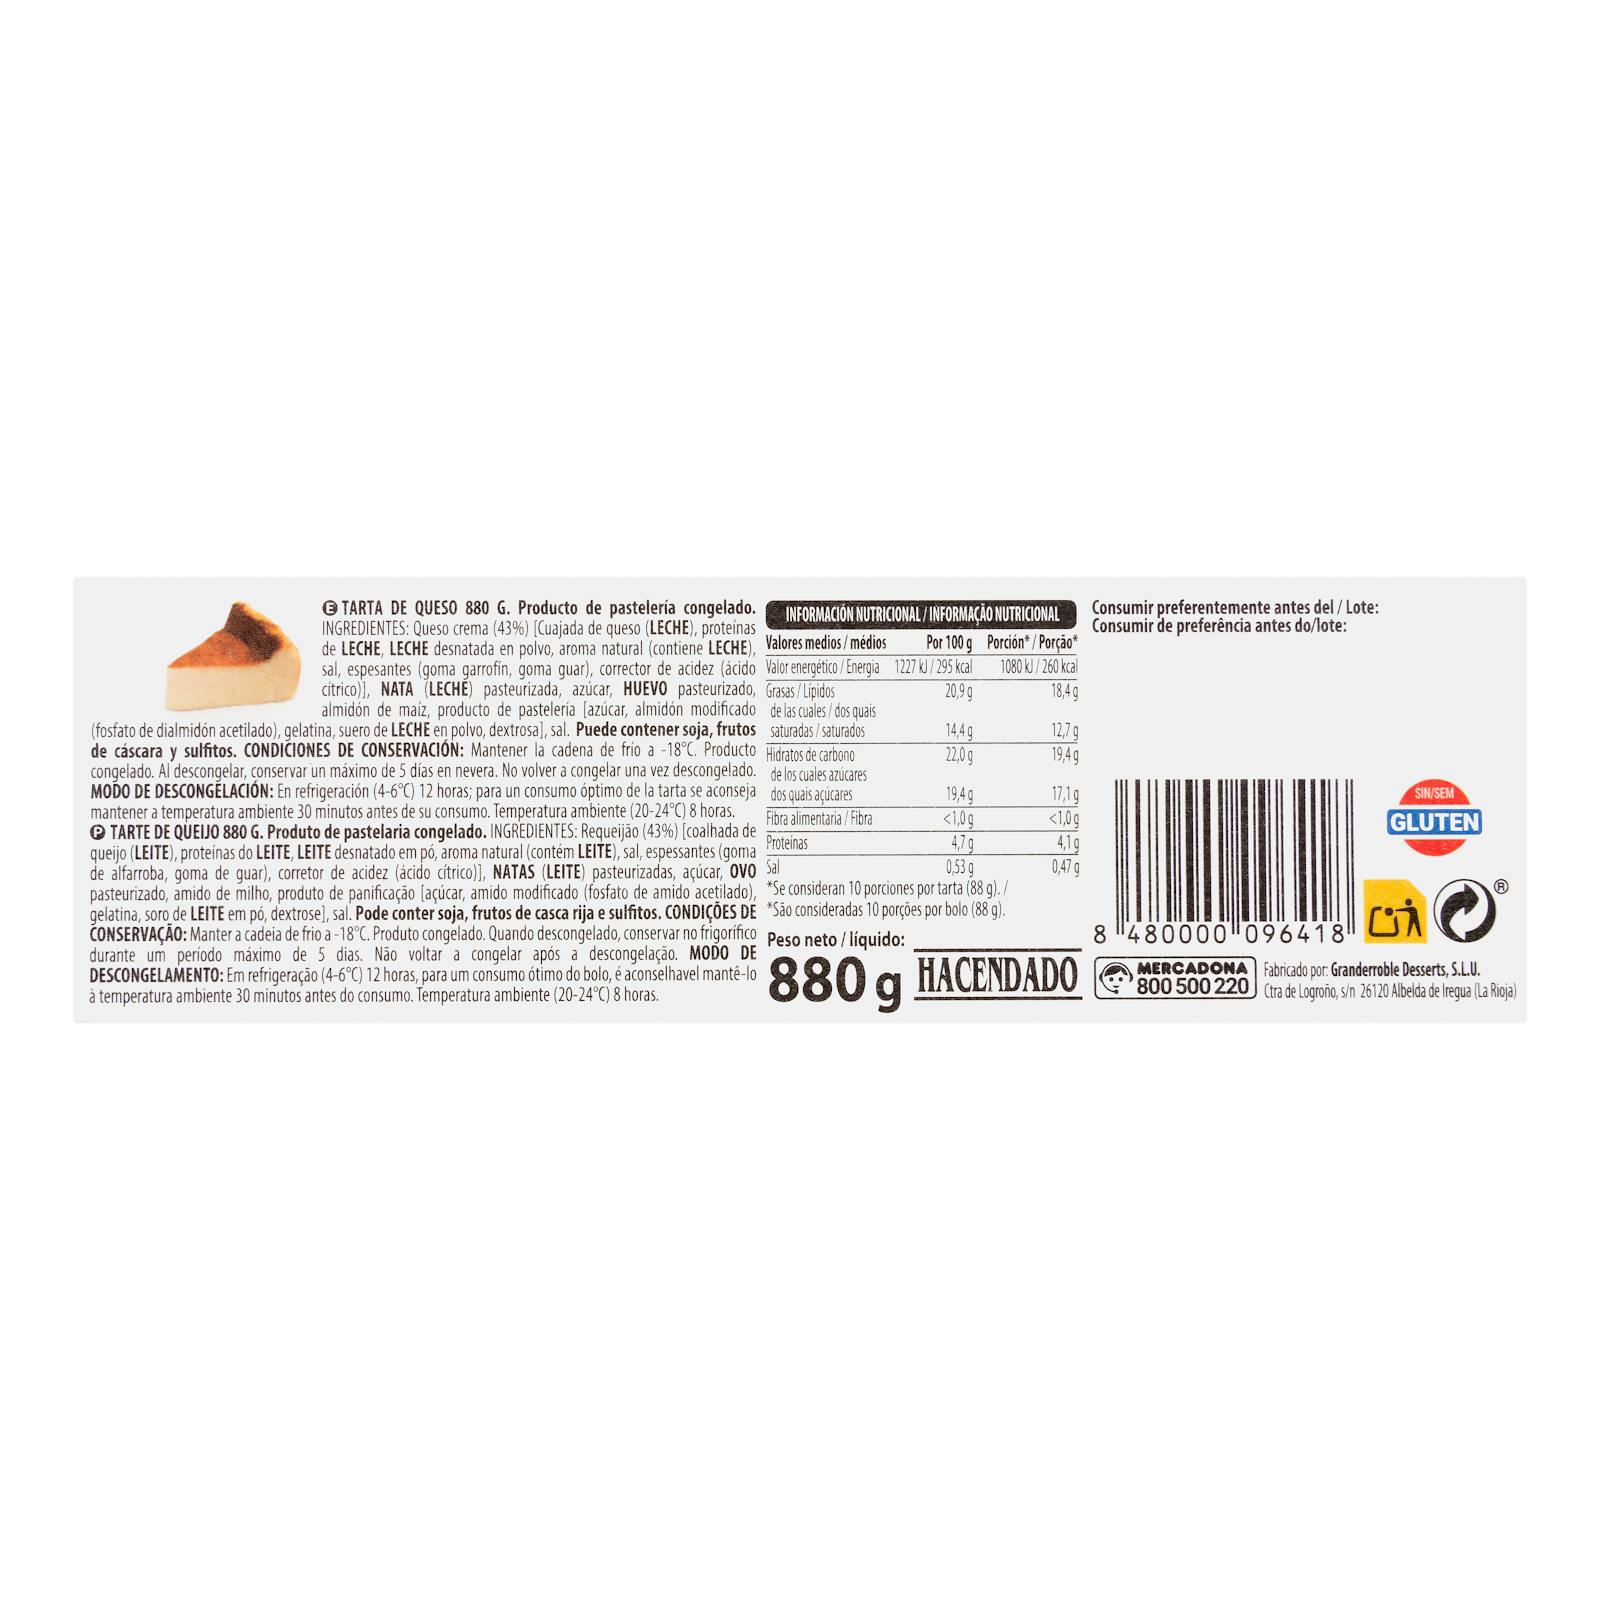 E TARTA DE QUESO 880 G. Producto de pastelería congelado.
INGREDIENTES: Queso crema (43%) [Cuajada de queso (LECHE), proteínas
de LECHE, LECHE desnatada en polvo, aroma natural (contiene LECHE),
sal, espesantes (goma garrofín, goma guar), corrector de acidez (ácido
cítrico)], NATA (LECHE) pasteurizada, azúcar, HUEVO pasteurizado,
almidón de maíz, producto de pastelería [azúcar, almidón modificado
(fosfato de dialmidón acetilado), gelatina, suero de LECHE en polvo, dextrosa], sal. Puede contener soja, frutos
de cáscara y sulfitos. CONDICIONES DE CONSERVACIÓN: Mantener la cadena de frío a -18°C. Producto
congelado. Al descongelar, conservar un máximo de 5 días en nevera. No volver a congelar una vez descongelado.
MODO DE DESCONGELACIÓN: En refrigeración (4-6°C) 12 horas; para un consumo óptimo de la tarta se aconseja
mantener a temperatura ambiente 30 minutos antes de su consumo. Temperatura ambiente (20-24°C) 8 horas.
P TARTE DE QUEIJO 880 G. Produto de pastelaria congelado. INGREDIENTES: Requeijão (43%) [coalhada de
queijo (LEITE), proteínas do LEITE, LEITE desnatado em pó, aroma natural (contém LEITE), sal, espessantes (goma
de alfarroba, goma de guar), corretor de acidez (ácido cítrico)], NATAS (LEITE) pasteurizadas, açúcar, OVO
pasteurizado, amido de milho, produto de panificação [açúcar, amido modificado (fosfato de amido acetilado),
gelatina, soro de LEITE em pó, dextrose], sal. Pode conter soja, frutos de casca rija e sulfitos. CONDIÇÕES DE
CONSERVAÇÃO: Manter a cadeia de frio a -18°C. Produto congelado. Quando descongelado, conservar no frigorífico
durante um período máximo de 5 dias. Não voltar a congelar após a descongelação. MODO DE
DESCONGELAMENTO: Em refrigeração (4-6°C) 12 horas, para um consumo ótimo do bolo, é aconselhavel mantê-lo
à temperatura ambiente 30 minutos antes do consumo. Temperatura ambiente (20-24°C) 8 horas.
INFORMACIÓN NUTRICIONAL / INFORMAÇÃO NUTRICIONAL
Valores medios / médios Por 100 g Porción* / Porção*
Valor energético / Energia 1227 kJ / 295 kcal 1080 kJ / 260 kcal
Grasas / Lípidos 20,9 g 18,4 g
de las cuales / dos quais
saturadas / saturados 14,4 g 12,7 g
Hidratos de carbono 22,0 g 19,4 g
de los cuales azúcares
dos quais açúcares 19,4 g 17,1 g
Fibra alimentaria / Fibra <1,0 g <1,0 g
Proteínas 4,7 g 4,1 g
Sal 0,53 g 0,47 g
*Se consideran 10 porciones por tarta (88 g). /
*São consideradas 10 porções por bolo (88 g).
Peso neto / líquido:
880 g
HACENDADO
Consumir preferentemente antes del / Lote:
Consumir de preferência antes do/lote:
8 480000 096418
SIN/SEM
GLUTEN
®
MERCADONA
800 500 220
Fabricado por: Granderroble Desserts, S.L.U.
Ctra de Logroño, s/n 26120 Albelda de Iregua (La Rioja)